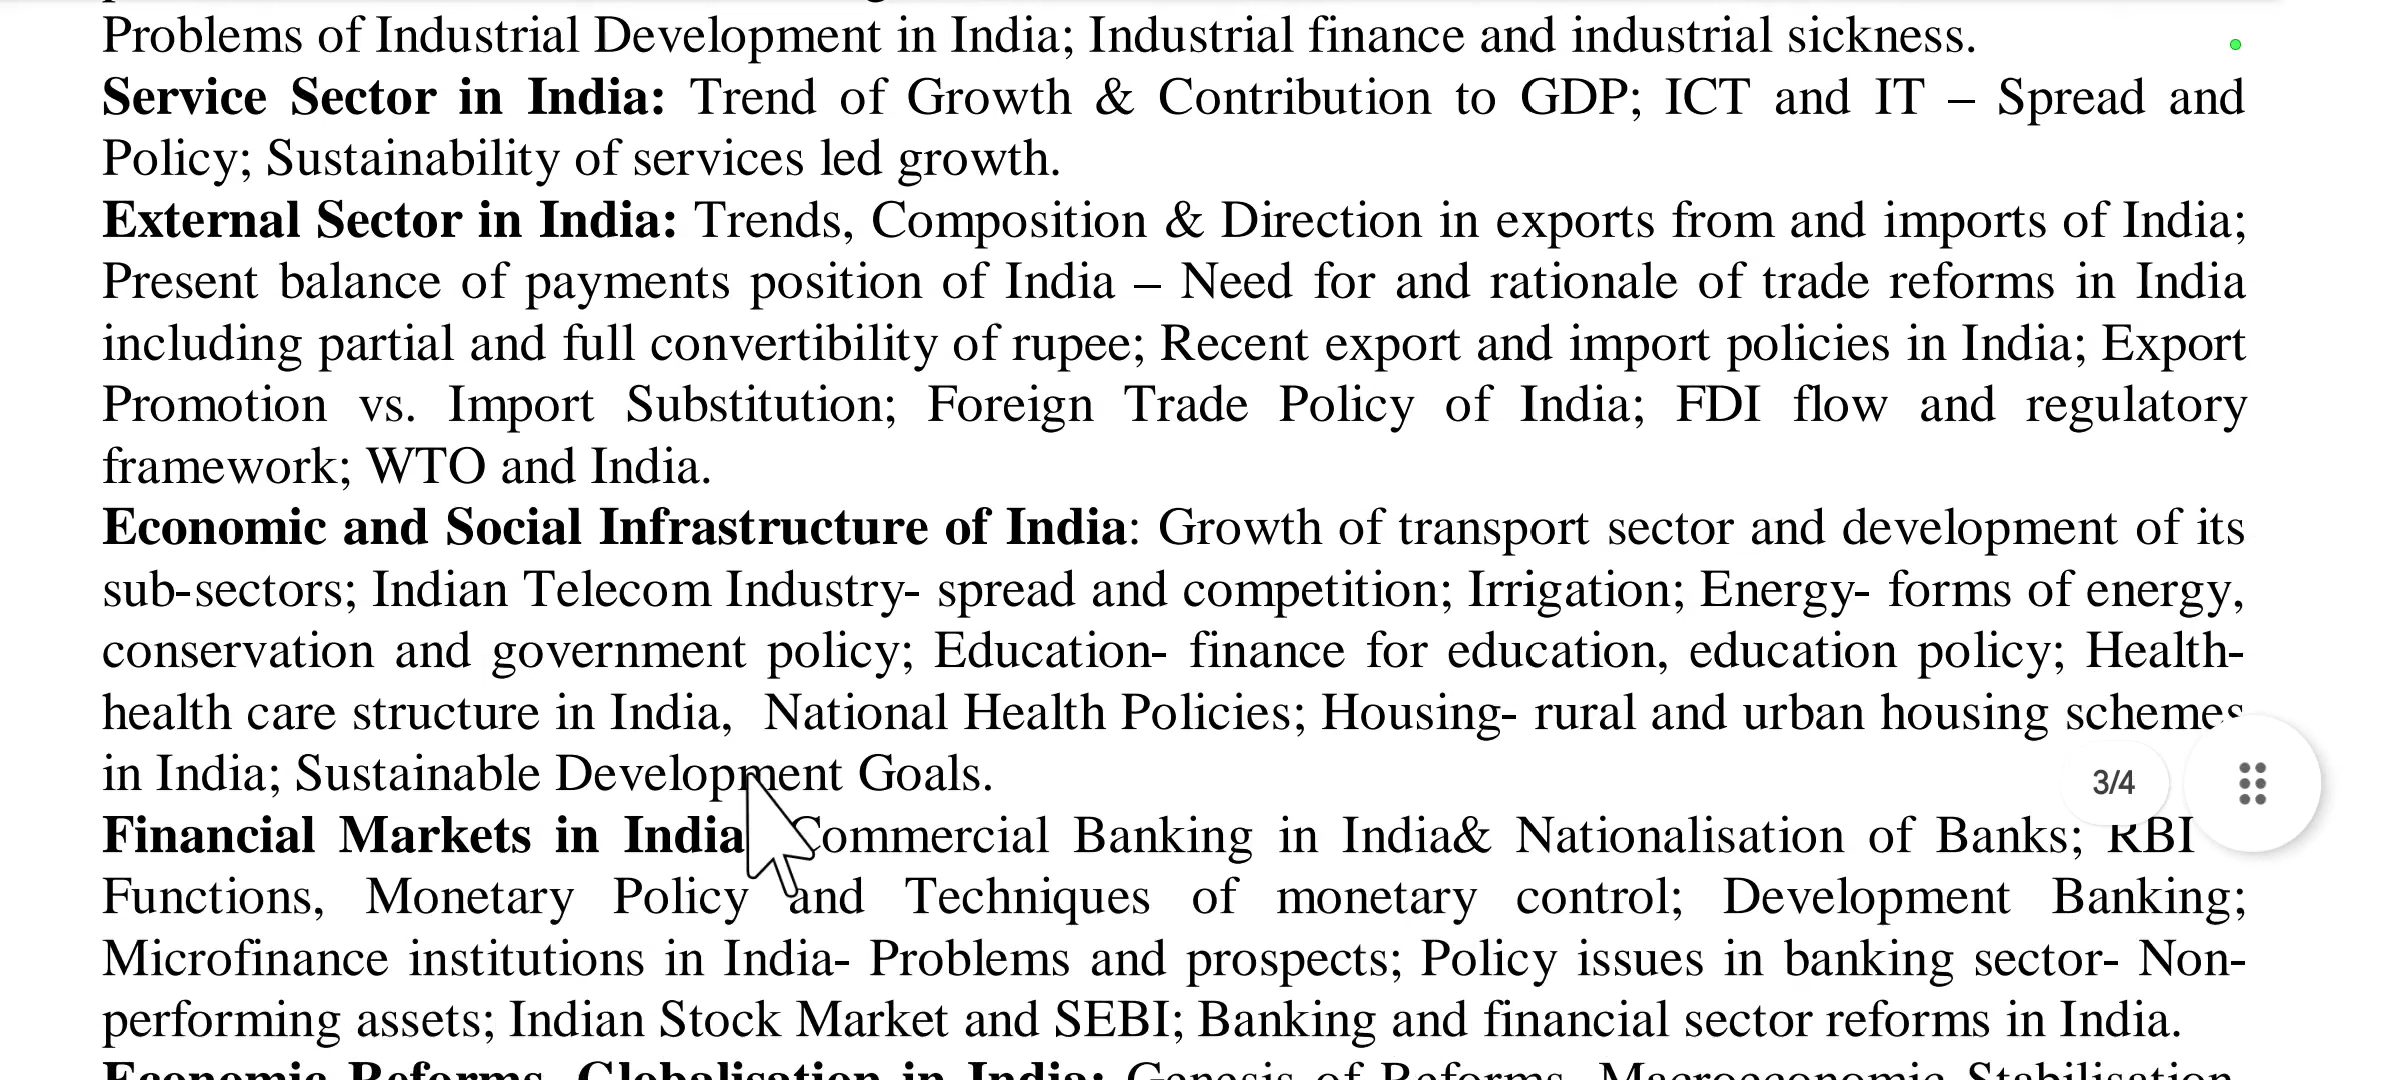 Problems of Industrial Development in India; Industrial finance and industrial sickness.
Service Sector in India: Trend of Growth & Contribution to GDP; ICT and IT – Spread and
Policy; Sustainability of services led growth.
External Sector in India: Trends, Composition & Direction in exports from and imports of India;
Present balance of payments position of India – Need for and rationale of trade reforms in India
including partial and full convertibility of rupee; Recent export and import policies in India; Export
Promotion vs. Import Substitution; Foreign Trade Policy of India; FDI flow and regulatory
framework; WTO and India.
Economic and Social Infrastructure of India: Growth of transport sector and development of its
sub-sectors; Indian Telecom Industry- spread and competition; Irrigation; Energy- forms of energy,
conservation and government policy; Education- finance for education, education policy; Health-
health care structure in India, National Health Policies; Housing- rural and urban housing schemes
in India; Sustainable Development Goals.
3/4
Financial Markets in India Commercial Banking in India& Nationalisation of Banks; RBI
Functions, Monetary Policy and Techniques of monetary control; Development Banking;
Microfinance institutions in India- Problems and prospects; Policy issues in banking sector- Non-
performing assets; Indian Stock Market and SEBI; Banking and financial sector reforms in India.
Economic Reforms, Globalisation in India: Genesis of Reforms, Macroeconomic Stabilisation